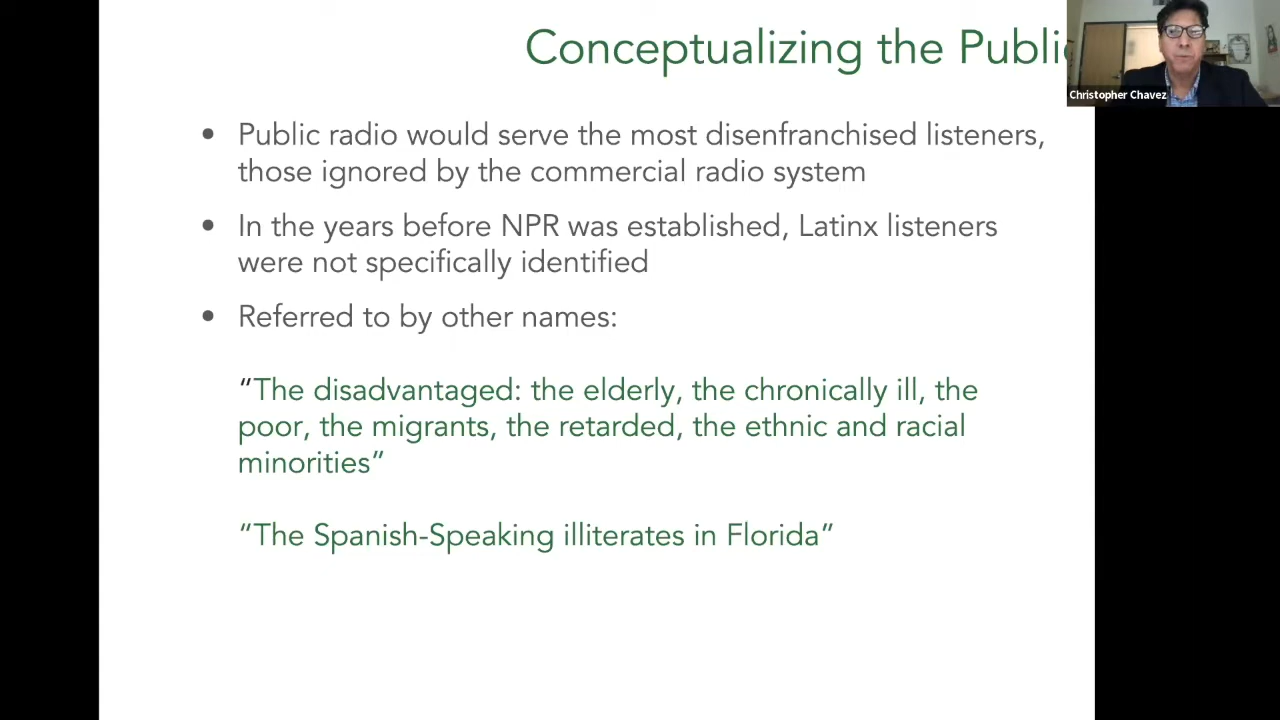 Conceptualizing the Public
Christopher Chavez
• Public radio would serve the most disenfranchised listeners,
those ignored by the commercial radio system
• In the years before NPR was established, Latinx listeners
were not specifically identified
• Referred to by other names:
“The disadvantaged: the elderly, the chronically ill, the
poor, the migrants, the retarded, the ethnic and racial
minorities”
“The Spanish-Speaking illiterates in Florida”